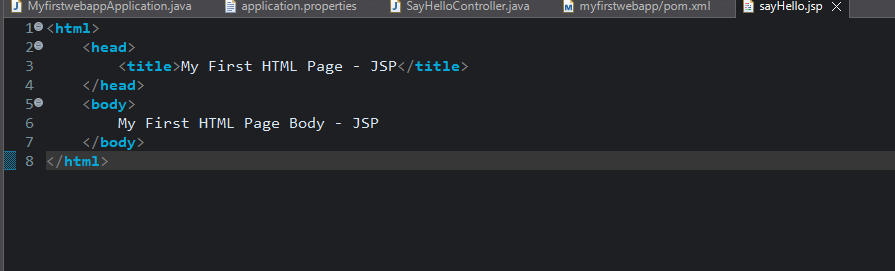 MyfirstwebappApplication.java application.properties SayHelloController.java myfirstwebapp/pom.xml sayHello.jsp
1 <html>
2 <head>
3 <title>My First HTML Page - JSP</title>
4 </head>
5 <body>
6 My First HTML Page Body - JSP
7 </body>
8 </html>